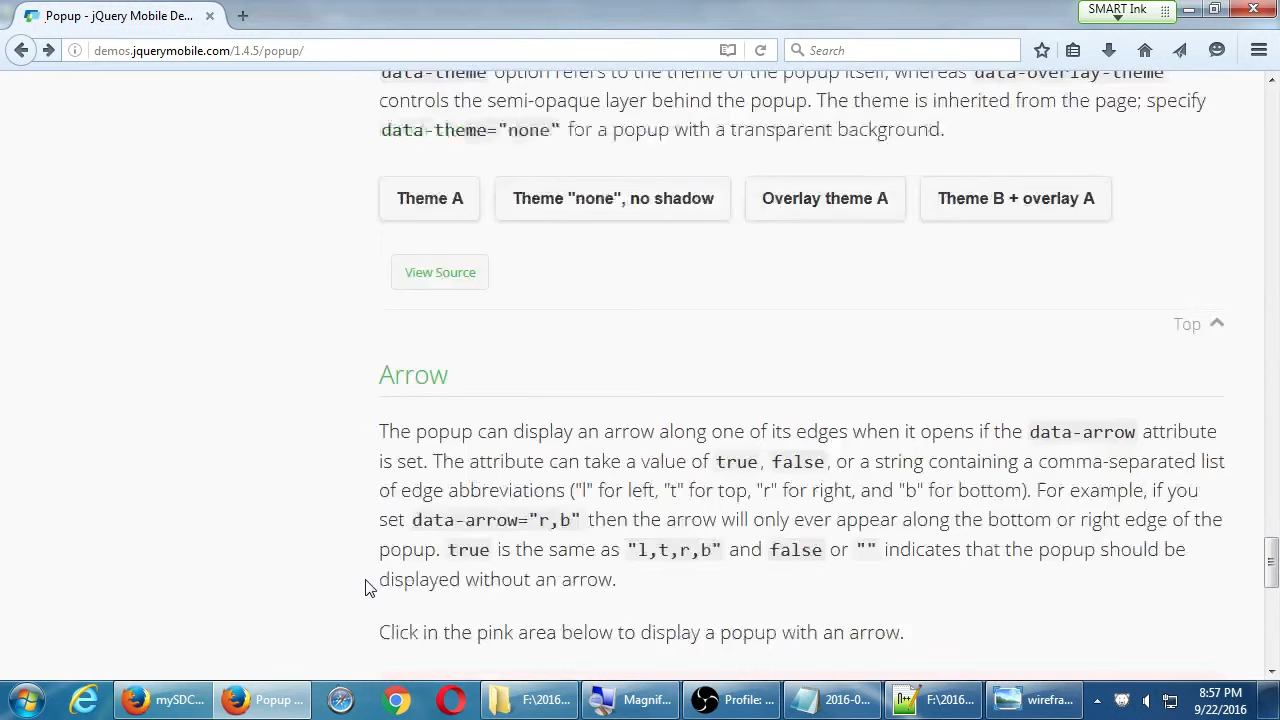 Popup - jQuery Mobile De...
SMART Ink
demos.jquerymobile.com/1.4.5/popup/
Search
data-theme option refers to the theme of the popup itself, whereas data-overlay-theme
controls the semi-opaque layer behind the popup. The theme is inherited from the page; specify
data-theme="none" for a popup with a transparent background.
Theme A
Theme "none", no shadow
Overlay theme A
Theme B + overlay A
View Source
Top
Arrow
The popup can display an arrow along one of its edges when it opens if the data-arrow attribute
is set. The attribute can take a value of true, false, or a string containing a comma-separated list
of edge abbreviations ("l" for left, "t" for top, "r" for right, and "b" for bottom). For example, if you
set data-arrow="r,b" then the arrow will only ever appear along the bottom or right edge of the
popup. true is the same as "l,t,r,b" and false or "" indicates that the popup should be
displayed without an arrow.
Click in the pink area below to display a popup with an arrow.
mySDC...
Popup ...
F:\2016...
Magnif...
Profile: ...
2016-0...
F:\2016...
wirefra...
8:57 PM
9/22/2016